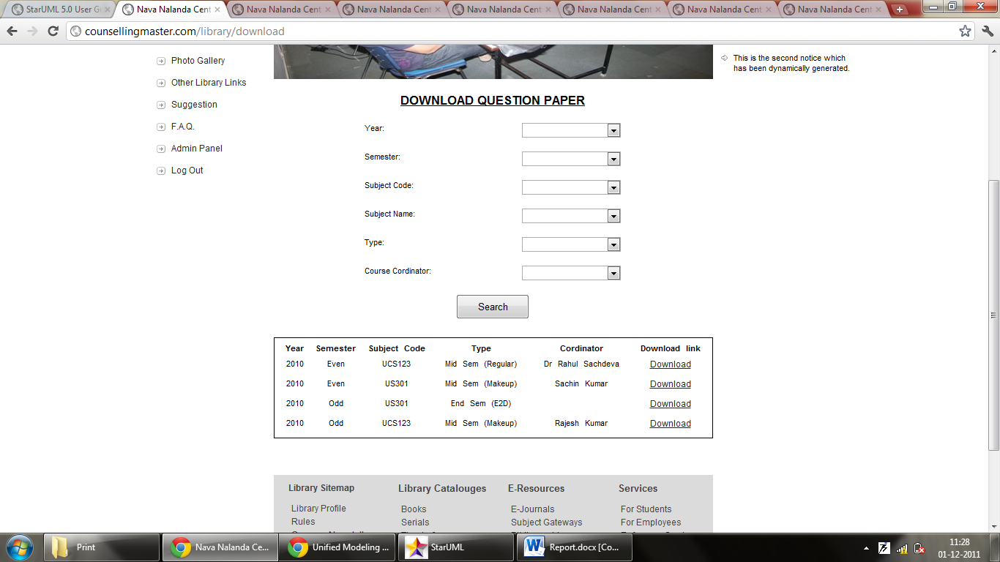 StarUML 5.0 User Gu
Nava Nalanda Cent
Nava Nalanda Cent
Nava Nalanda Cent
Nava Nalanda Cent
Nava Nalanda Cent
Nava Nalanda Cent
Nava Nalanda Cent
counsellingmaster.com/library/download
Photo Gallery
Other Library Links
Suggestion
F.A.Q.
Admin Panel
Log Out
This is the second notice which
has been dynamically generated.
DOWNLOAD QUESTION PAPER
Year:
Semester:
Subject Code:
Subject Name:
Type:
Course Cordinator:
Search
Year Semester Subject Code Type Cordinator Download link
2010 Even UCS123 Mid Sem (Regular) Dr Rahul Sachdeva Download
2010 Even US301 Mid Sem (Makeup) Sachin Kumar Download
2010 Odd US301 End Sem (E2D) Download
2010 Odd UCS123 Mid Sem (Makeup) Rajesh Kumar Download
Library Sitemap Library Catalouges E-Resources Services
Library Profile Books E-Journals For Students
Rules Serials Subject Gateways For Employees
Print
Nava Nalanda Ce...
Unified Modeling ...
StarUML
Report.docx [Co...
11:28
01-12-2011